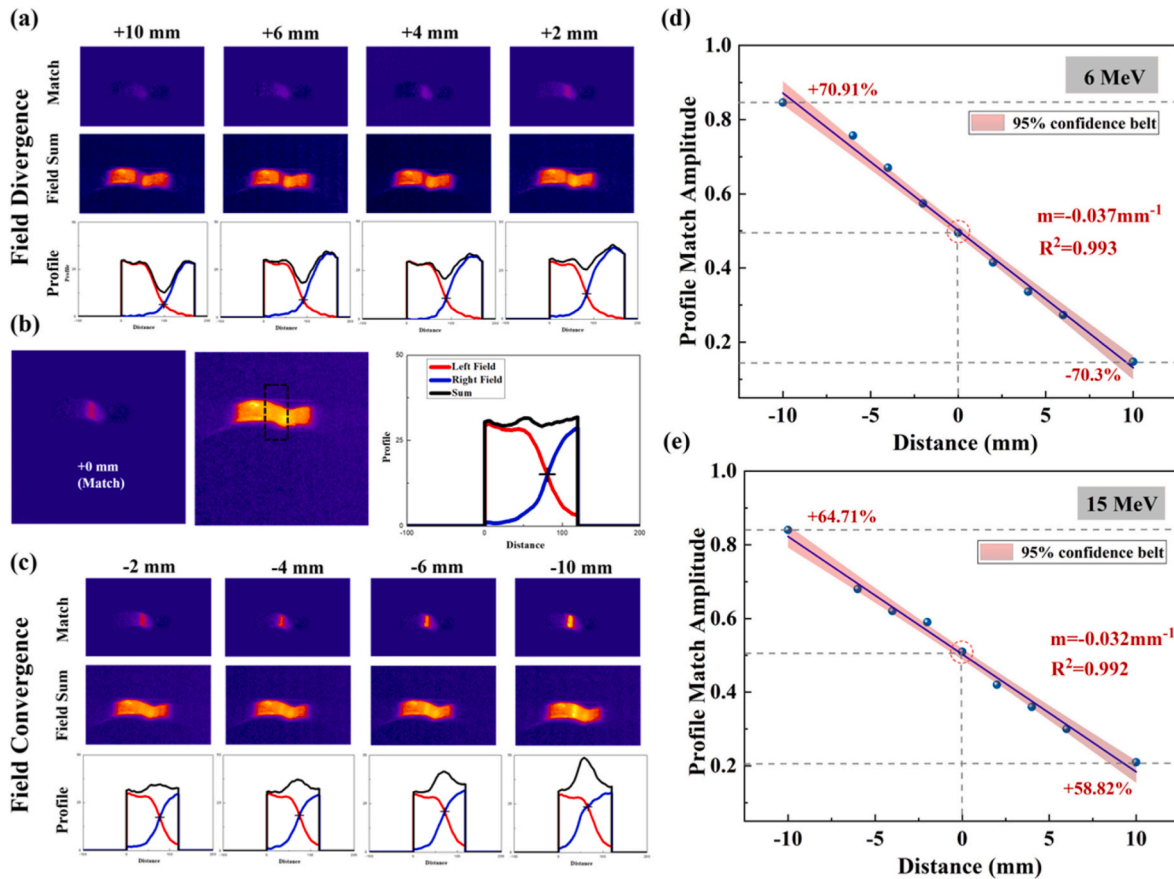 (a)
+10 mm
+6 mm
+4 mm
+2 mm
Field Divergence
Match
Field Sum
Profile
Profile
Distance
Distance
Distance
Distance
(b)
+0 mm
(Match)
50
25
0
Profile
Left Field
Right Field
Sum
-100
0
100
200
Distance
(c)
-2 mm
-4 mm
-6 mm
-10 mm
Field Convergence
Match
Field Sum
Profile
Distance
Distance
Distance
Distance
(d)
1.0
0.8
0.6
0.4
0.2
Profile Match Amplitude
6 MeV
+70.91%
95% confidence belt
m=-0.037mm⁻¹
R²=0.993
-70.3%
-10
-5
0
5
10
Distance (mm)
(e)
1.0
0.8
0.6
0.4
0.2
Profile Match Amplitude
15 MeV
+64.71%
95% confidence belt
m=-0.032mm⁻¹
R²=0.992
+58.82%
-10
-5
0
5
10
Distance (mm)